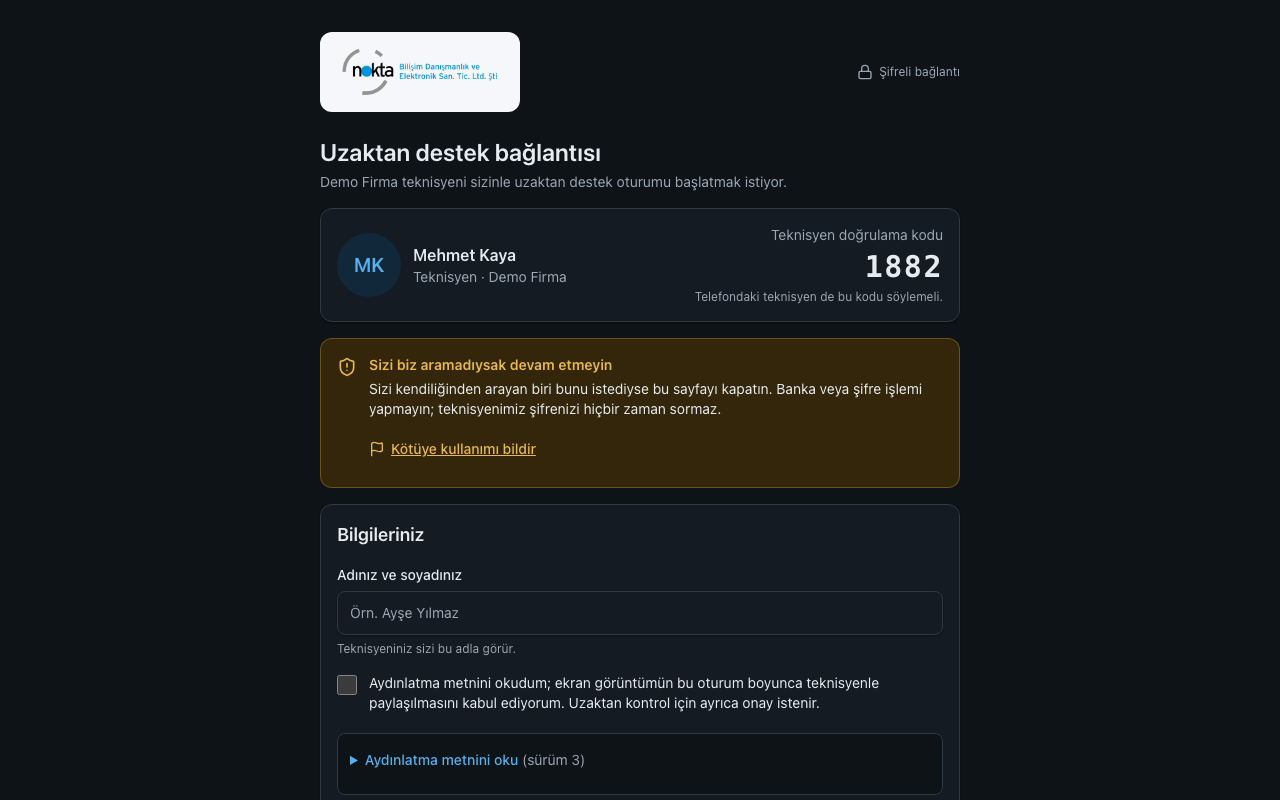 nokta
Bilişim Danışmanlık ve
Elektronik San. Tic. Ltd. Şti
Şifreli bağlantı
Uzaktan destek bağlantısı
Demo Firma teknisyeni sizinle uzaktan destek oturumu başlatmak istiyor.
MK
Mehmet Kaya
Teknisyen · Demo Firma
Teknisyen doğrulama kodu
1882
Telefondaki teknisyen de bu kodu söylemeli.
Sizi biz aramadıysak devam etmeyin
Sizi kendiliğinden arayan biri bunu istediyse bu sayfayı kapatın. Banka veya şifre işlemi
yapmayın; teknisyenimiz şifrenizi hiçbir zaman sormaz.
Kötüye kullanımı bildir
Bilgileriniz
Adınız ve soyadınız
Örn. Ayşe Yılmaz
Teknisyeniniz sizi bu adla görür.
Aydınlatma metnini okudum; ekran görüntümün bu oturum boyunca teknisyenle
paylaşılmasını kabul ediyorum. Uzaktan kontrol için ayrıca onay istenir.
Aydınlatma metnini oku (sürüm 3)